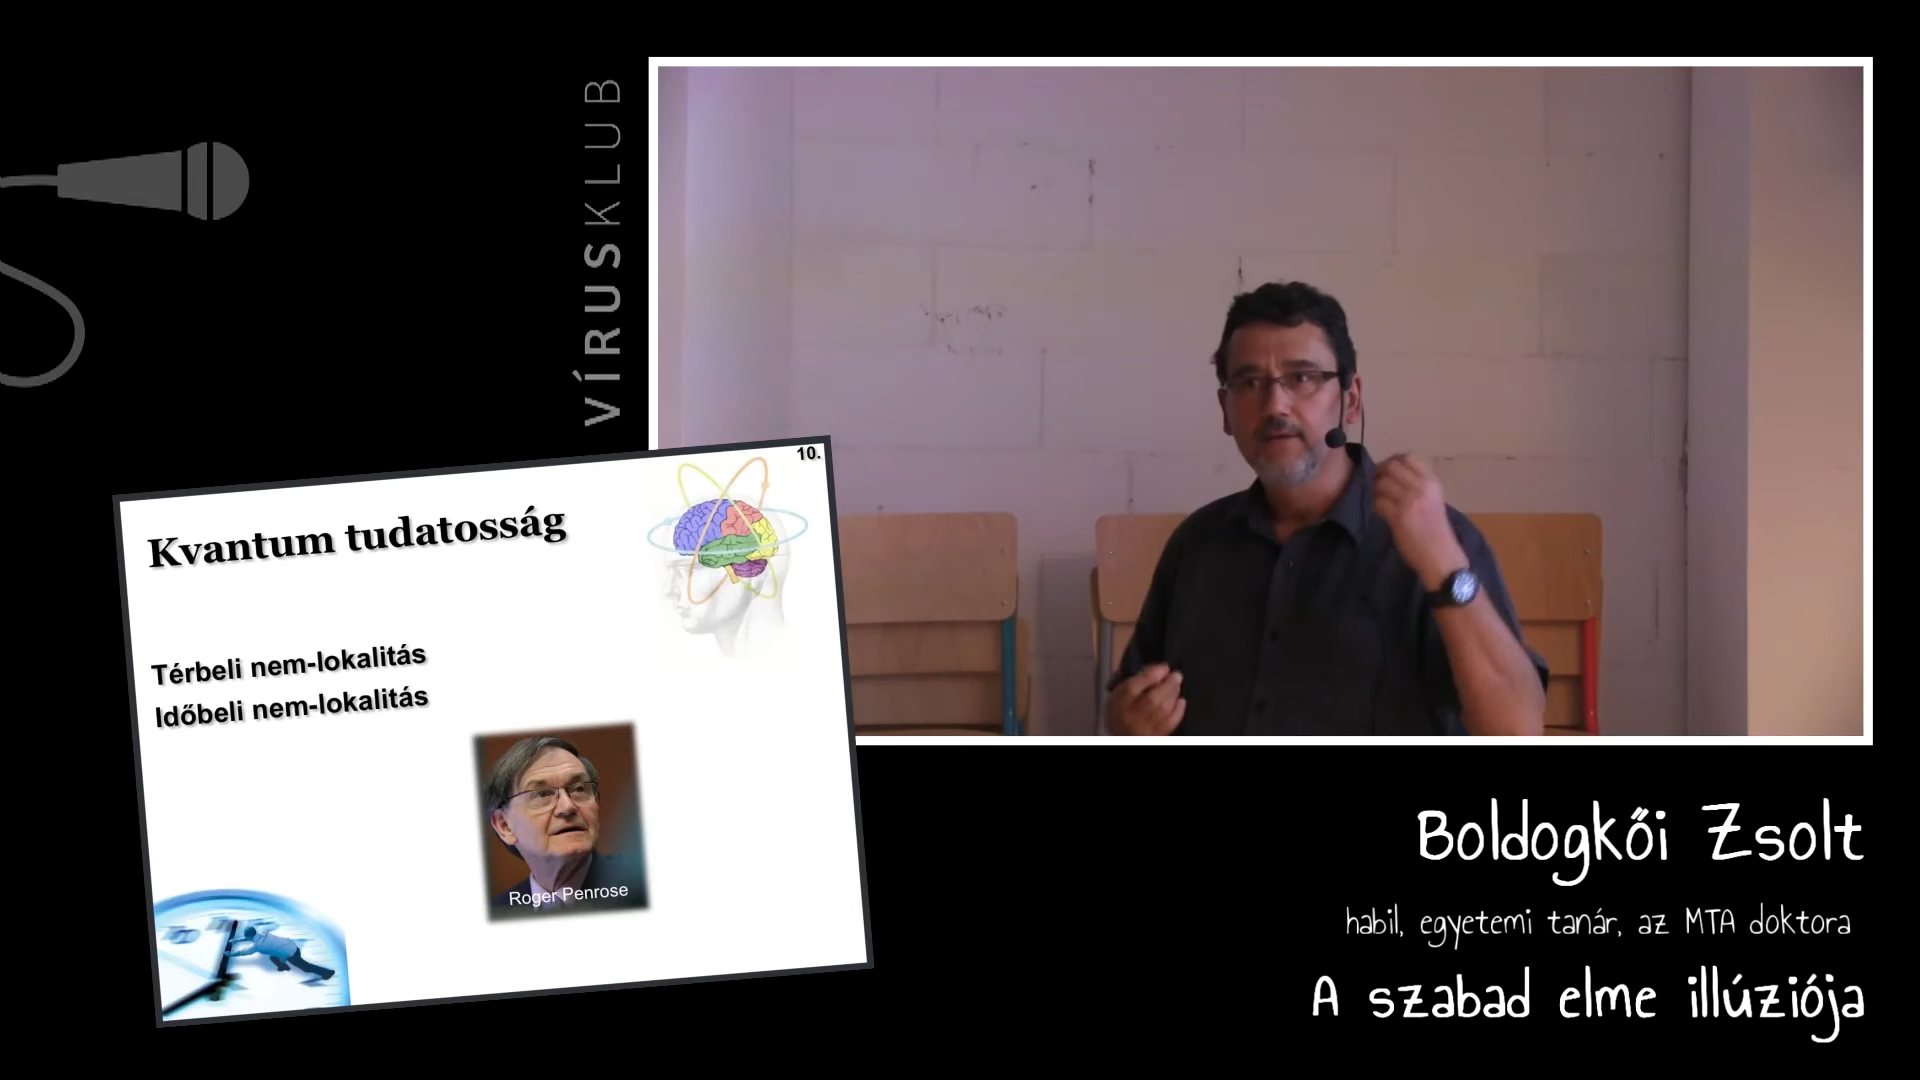 VÍRUSKLUB
10.
Kvantum tudatosság
Térbeli nem-lokalitás
Időbeli nem-lokalitás
Roger Penrose
Boldogkői Zsolt
habil, egyetemi tanár, az MTA doktora
A szabad elme illúziója